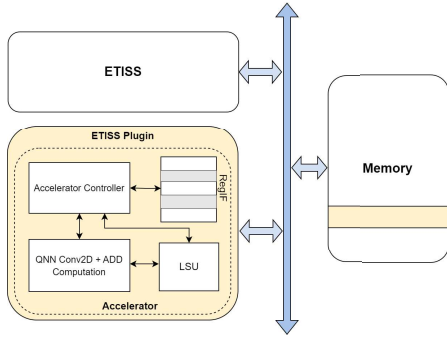 ETISS
ETISS Plugin
Accelerator Controller
RegIF
QNN Conv2D + ADD
Computation
LSU
Accelerator
Memory